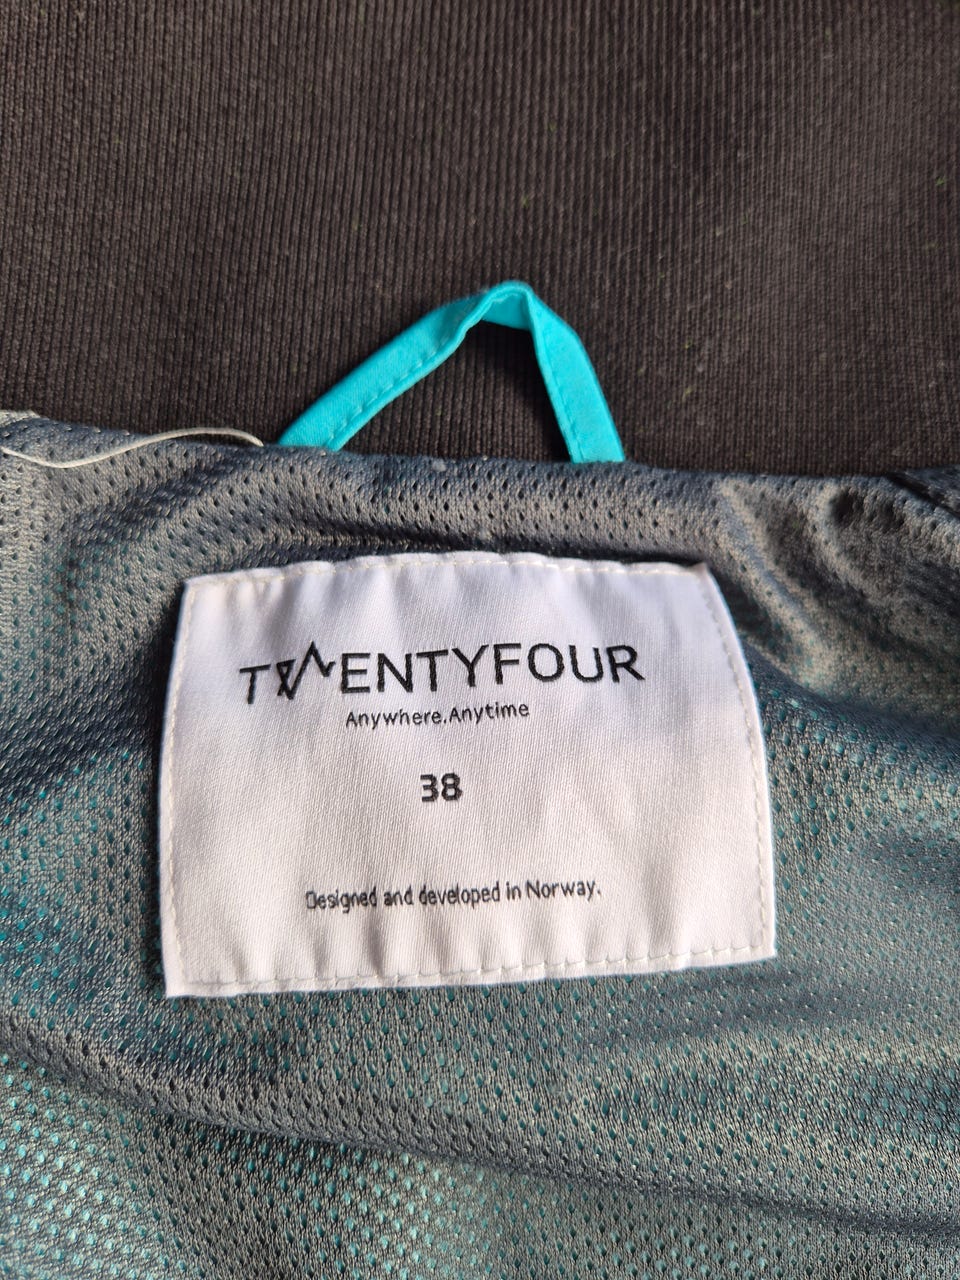 TWENTYFOUR
Anywhere.Anytime
38
Designed and developed in Norway.